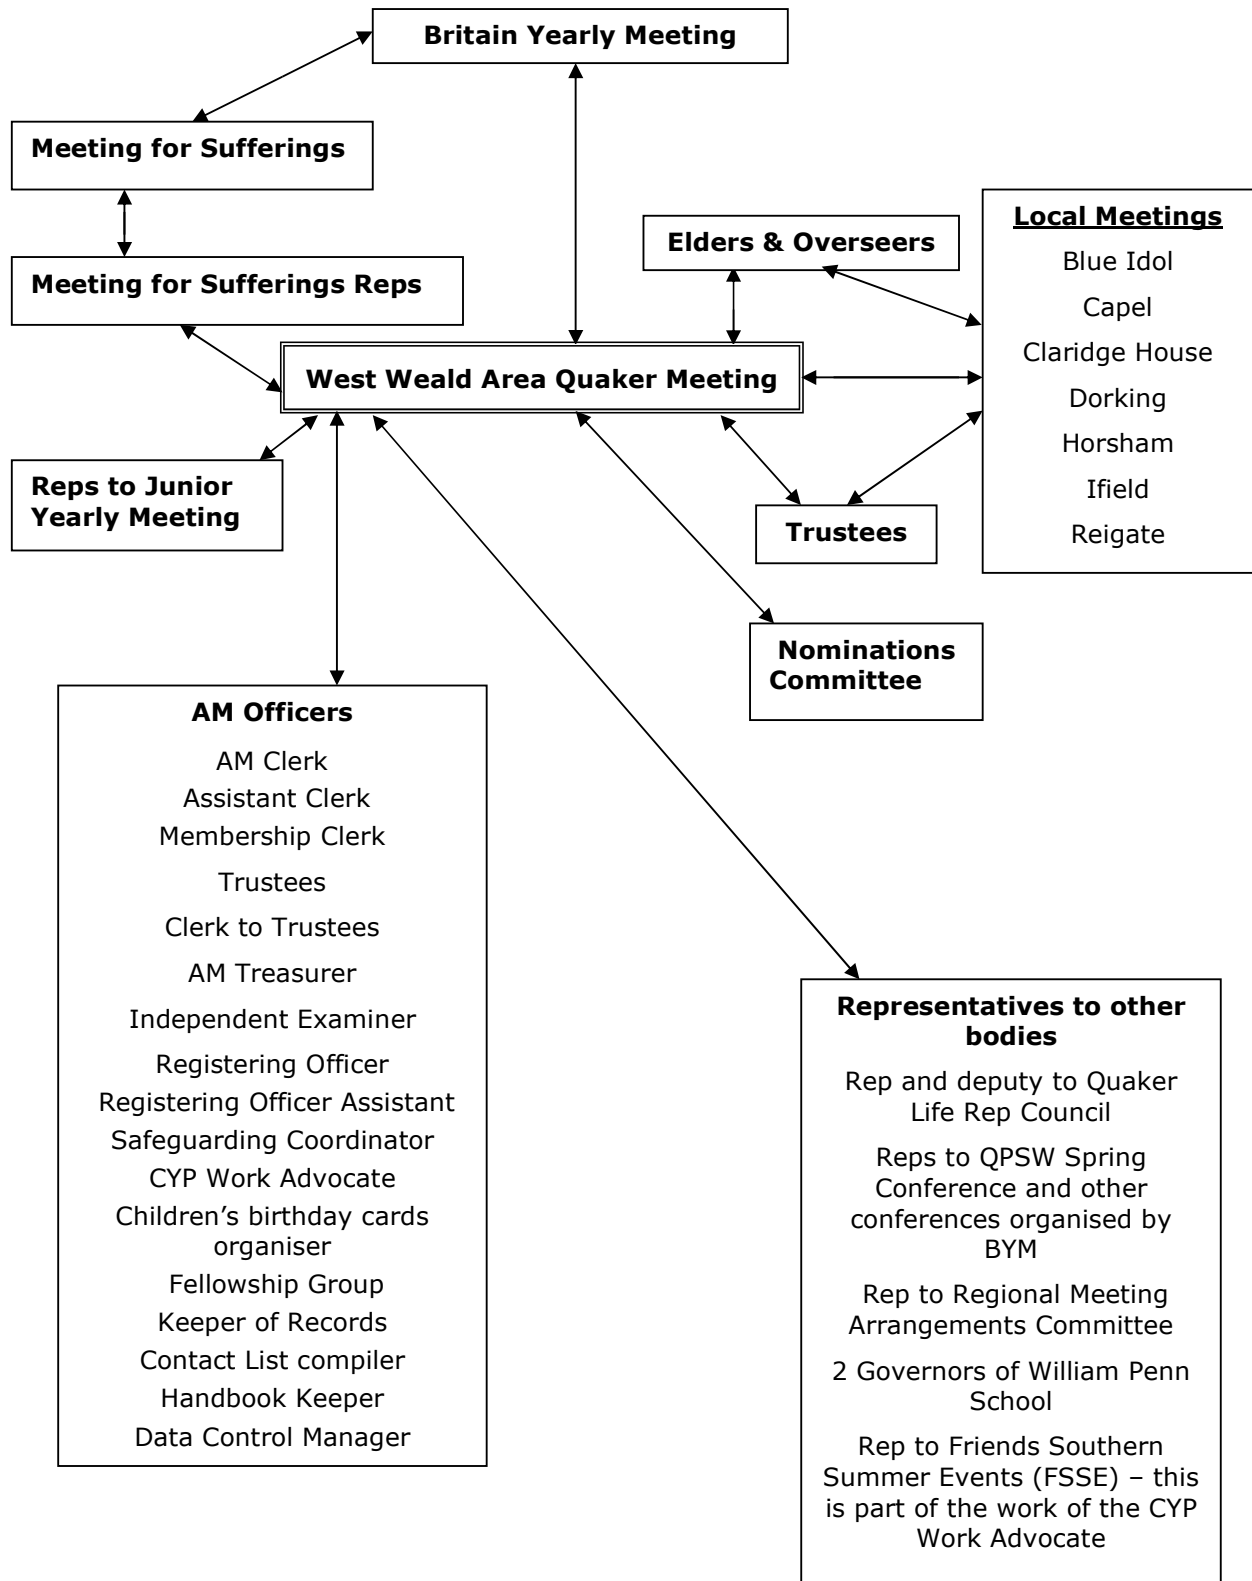 Britain Yearly Meeting
Meeting for Sufferings
Meeting for Sufferings Reps
Elders & Overseers
West Weald Area Quaker Meeting
Local Meetings
Blue Idol
Capel
Claridge House
Dorking
Horsham
Ifield
Reigate
Reps to Junior
Yearly Meeting
Trustees
Nominations
Committee
AM Officers
AM Clerk
Assistant Clerk
Membership Clerk
Trustees
Clerk to Trustees
AM Treasurer
Independent Examiner
Registering Officer
Registering Officer Assistant
Safeguarding Coordinator
CYP Work Advocate
Children’s birthday cards
organiser
Fellowship Group
Keeper of Records
Contact List compiler
Handbook Keeper
Data Control Manager
Representatives to other
bodies
Rep and deputy to Quaker
Life Rep Council
Reps to QPSW Spring
Conference and other
conferences organised by
BYM
Rep to Regional Meeting
Arrangements Committee
2 Governors of William Penn
School
Rep to Friends Southern
Summer Events (FSSE) – this
is part of the work of the CYP
Work Advocate